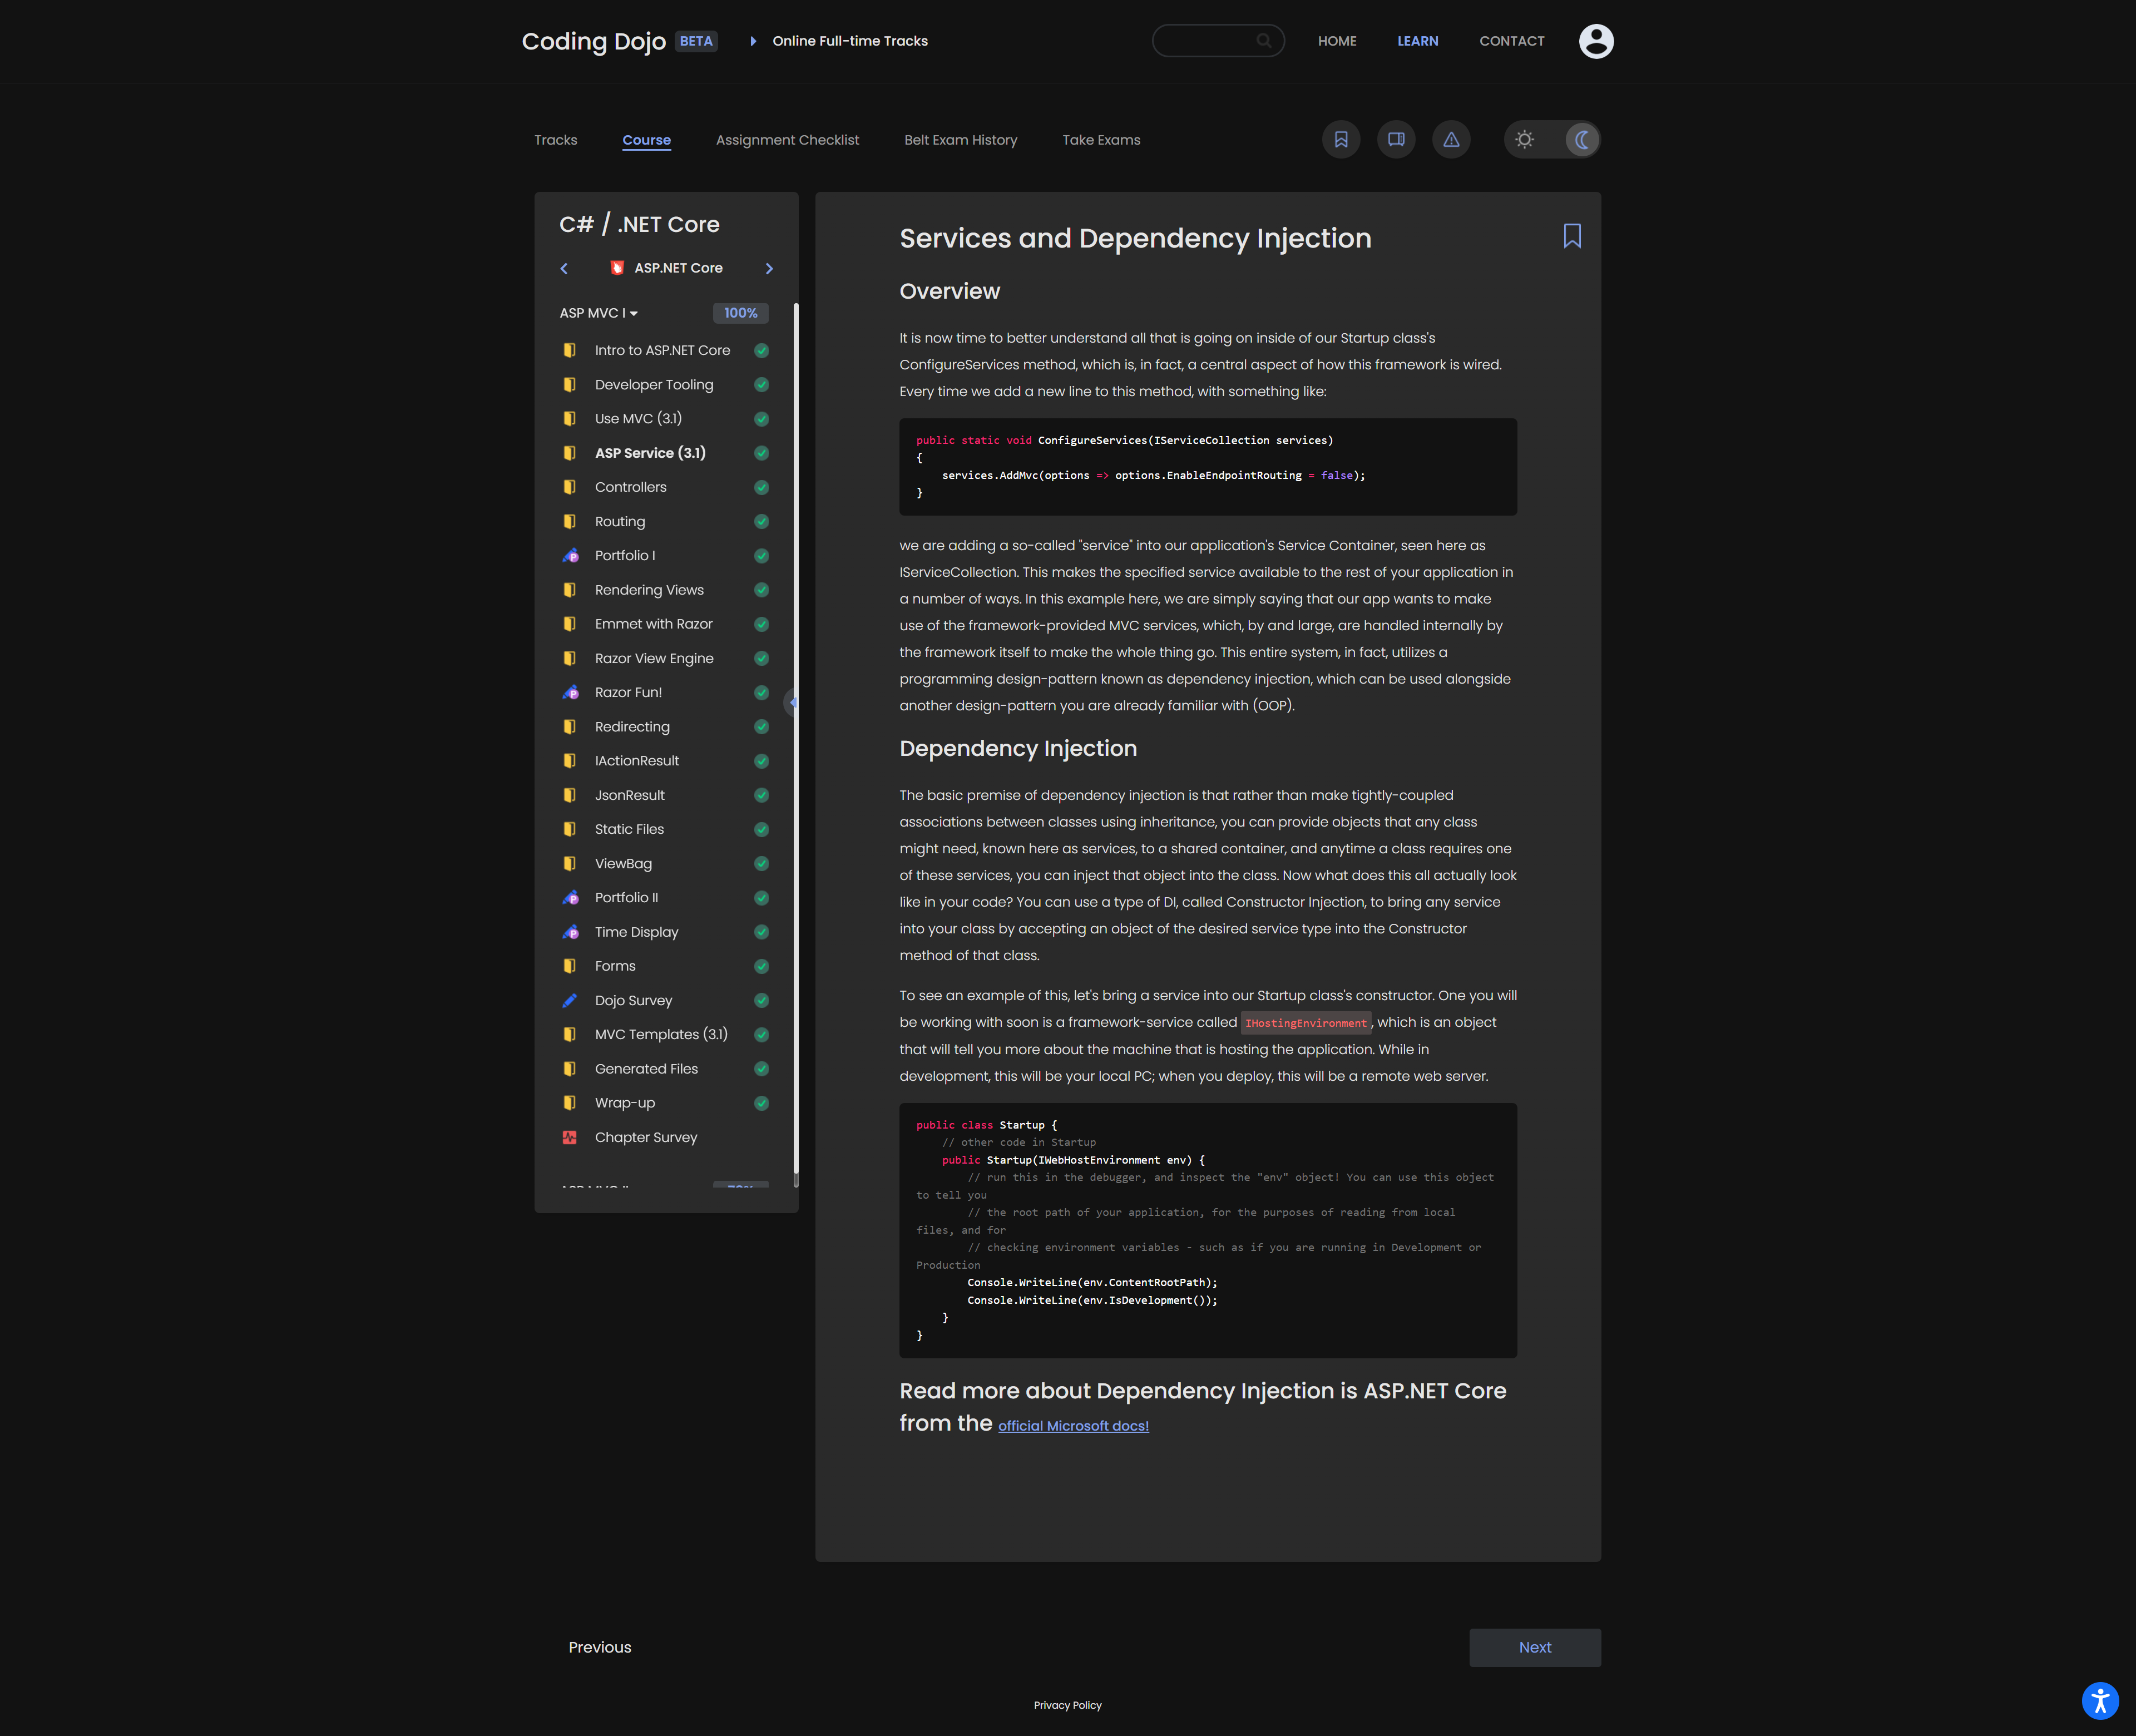 Coding Dojo BETA
Online Full-time Tracks
HOME
LEARN
CONTACT
Tracks
Course
Assignment Checklist
Belt Exam History
Take Exams
C# / .NET Core
ASP.NET Core
ASP MVC I
100%
Intro to ASP.NET Core
Developer Tooling
Use MVC (3.1)
ASP Service (3.1)
Controllers
Routing
Portfolio I
Rendering Views
Emmet with Razor
Razor View Engine
Razor Fun!
Redirecting
IActionResult
JsonResult
Static Files
ViewBag
Portfolio II
Time Display
Forms
Dojo Survey
MVC Templates (3.1)
Generated Files
Wrap-up
Chapter Survey
Services and Dependency Injection
Overview
It is now time to better understand all that is going on inside of our Startup class's
ConfigureServices method, which is, in fact, a central aspect of how this framework is wired.
Every time we add a new line to this method, with something like:
public static void ConfigureServices(IServiceCollection services)
{
    services.AddMvc(options => options.EnableEndpointRouting = false);
}
we are adding a so-called "service" into our application's Service Container, seen here as
IServiceCollection. This makes the specified service available to the rest of your application in
a number of ways. In this example here, we are simply saying that our app wants to make
use of the framework-provided MVC services, which, by and large, are handled internally by
the framework itself to make the whole thing go. This entire system, in fact, utilizes a
programming design-pattern known as dependency injection, which can be used alongside
another design-pattern you are already familiar with (OOP).
Dependency Injection
The basic premise of dependency injection is that rather than make tightly-coupled
associations between classes using inheritance, you can provide objects that any class
might need, known here as services, to a shared container, and anytime a class requires one
of these services, you can inject that object into the class. Now what does this all actually look
like in your code? You can use a type of DI, called Constructor Injection, to bring any service
into your class by accepting an object of the desired service type into the Constructor
method of that class.
To see an example of this, let's bring a service into our Startup class's constructor. One you will
be working with soon is a framework-service called IHostingEnvironment, which is an object
that will tell you more about the machine that is hosting the application. While in
development, this will be your local PC; when you deploy, this will be a remote web server.
public class Startup {
    // other code in Startup
    public Startup(IWebHostEnvironment env) {
        // run this in the debugger, and inspect the "env" object! You can use this object
to tell you
        // the root path of your application, for the purposes of reading from local
files, and for
        // checking environment variables - such as if you are running in Development or
Production
        Console.WriteLine(env.ContentRootPath);
        Console.WriteLine(env.IsDevelopment());
    }
}
Read more about Dependency Injection is ASP.NET Core
from the official Microsoft docs!
Previous
Next
Privacy Policy